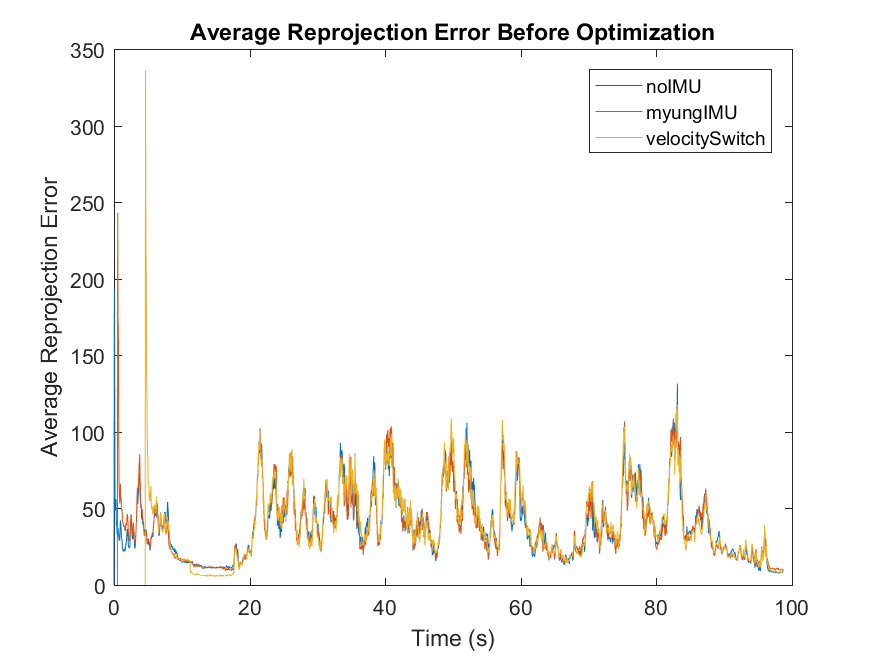 Average Reprojection Error Before Optimization
350
300
250
200
150
100
50
0
Average Reprojection Error
noIMU
myungIMU
velocitySwitch
0 20 40 60 80 100
Time (s)